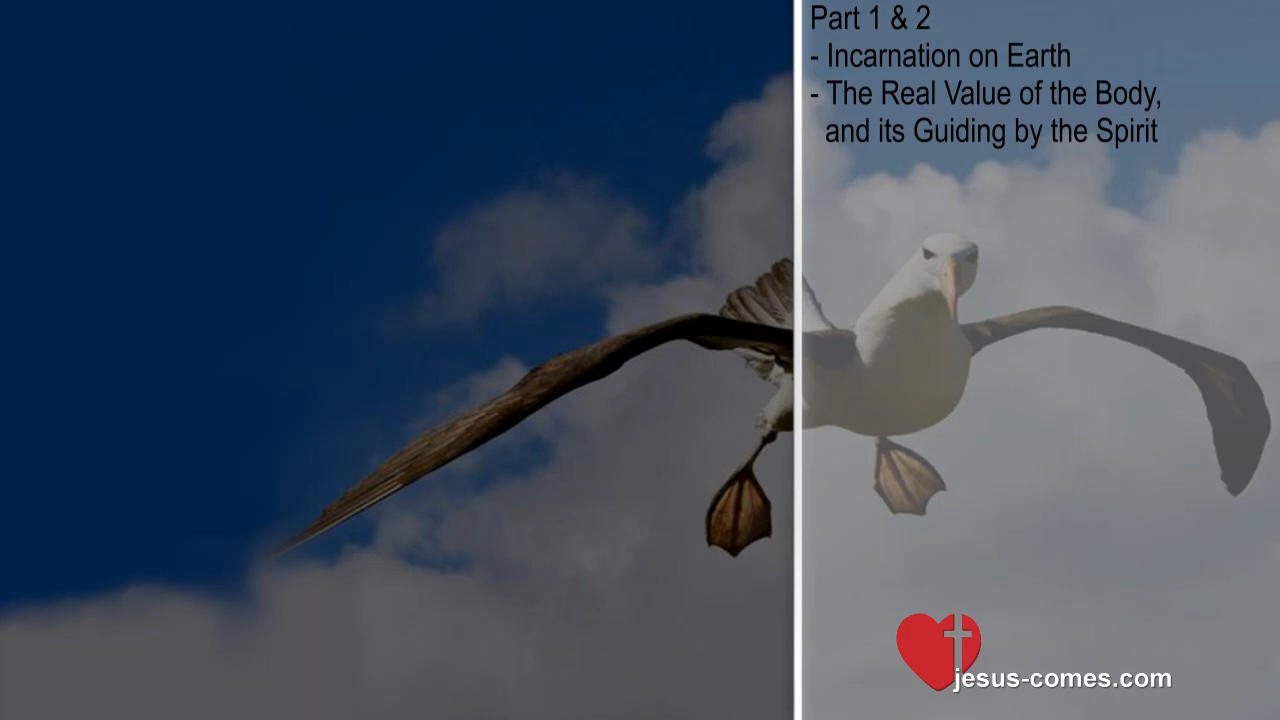 Part 1 & 2
- Incarnation on Earth
- The Real Value of the Body,
and its Guiding by the Spirit
jesus-comes.com